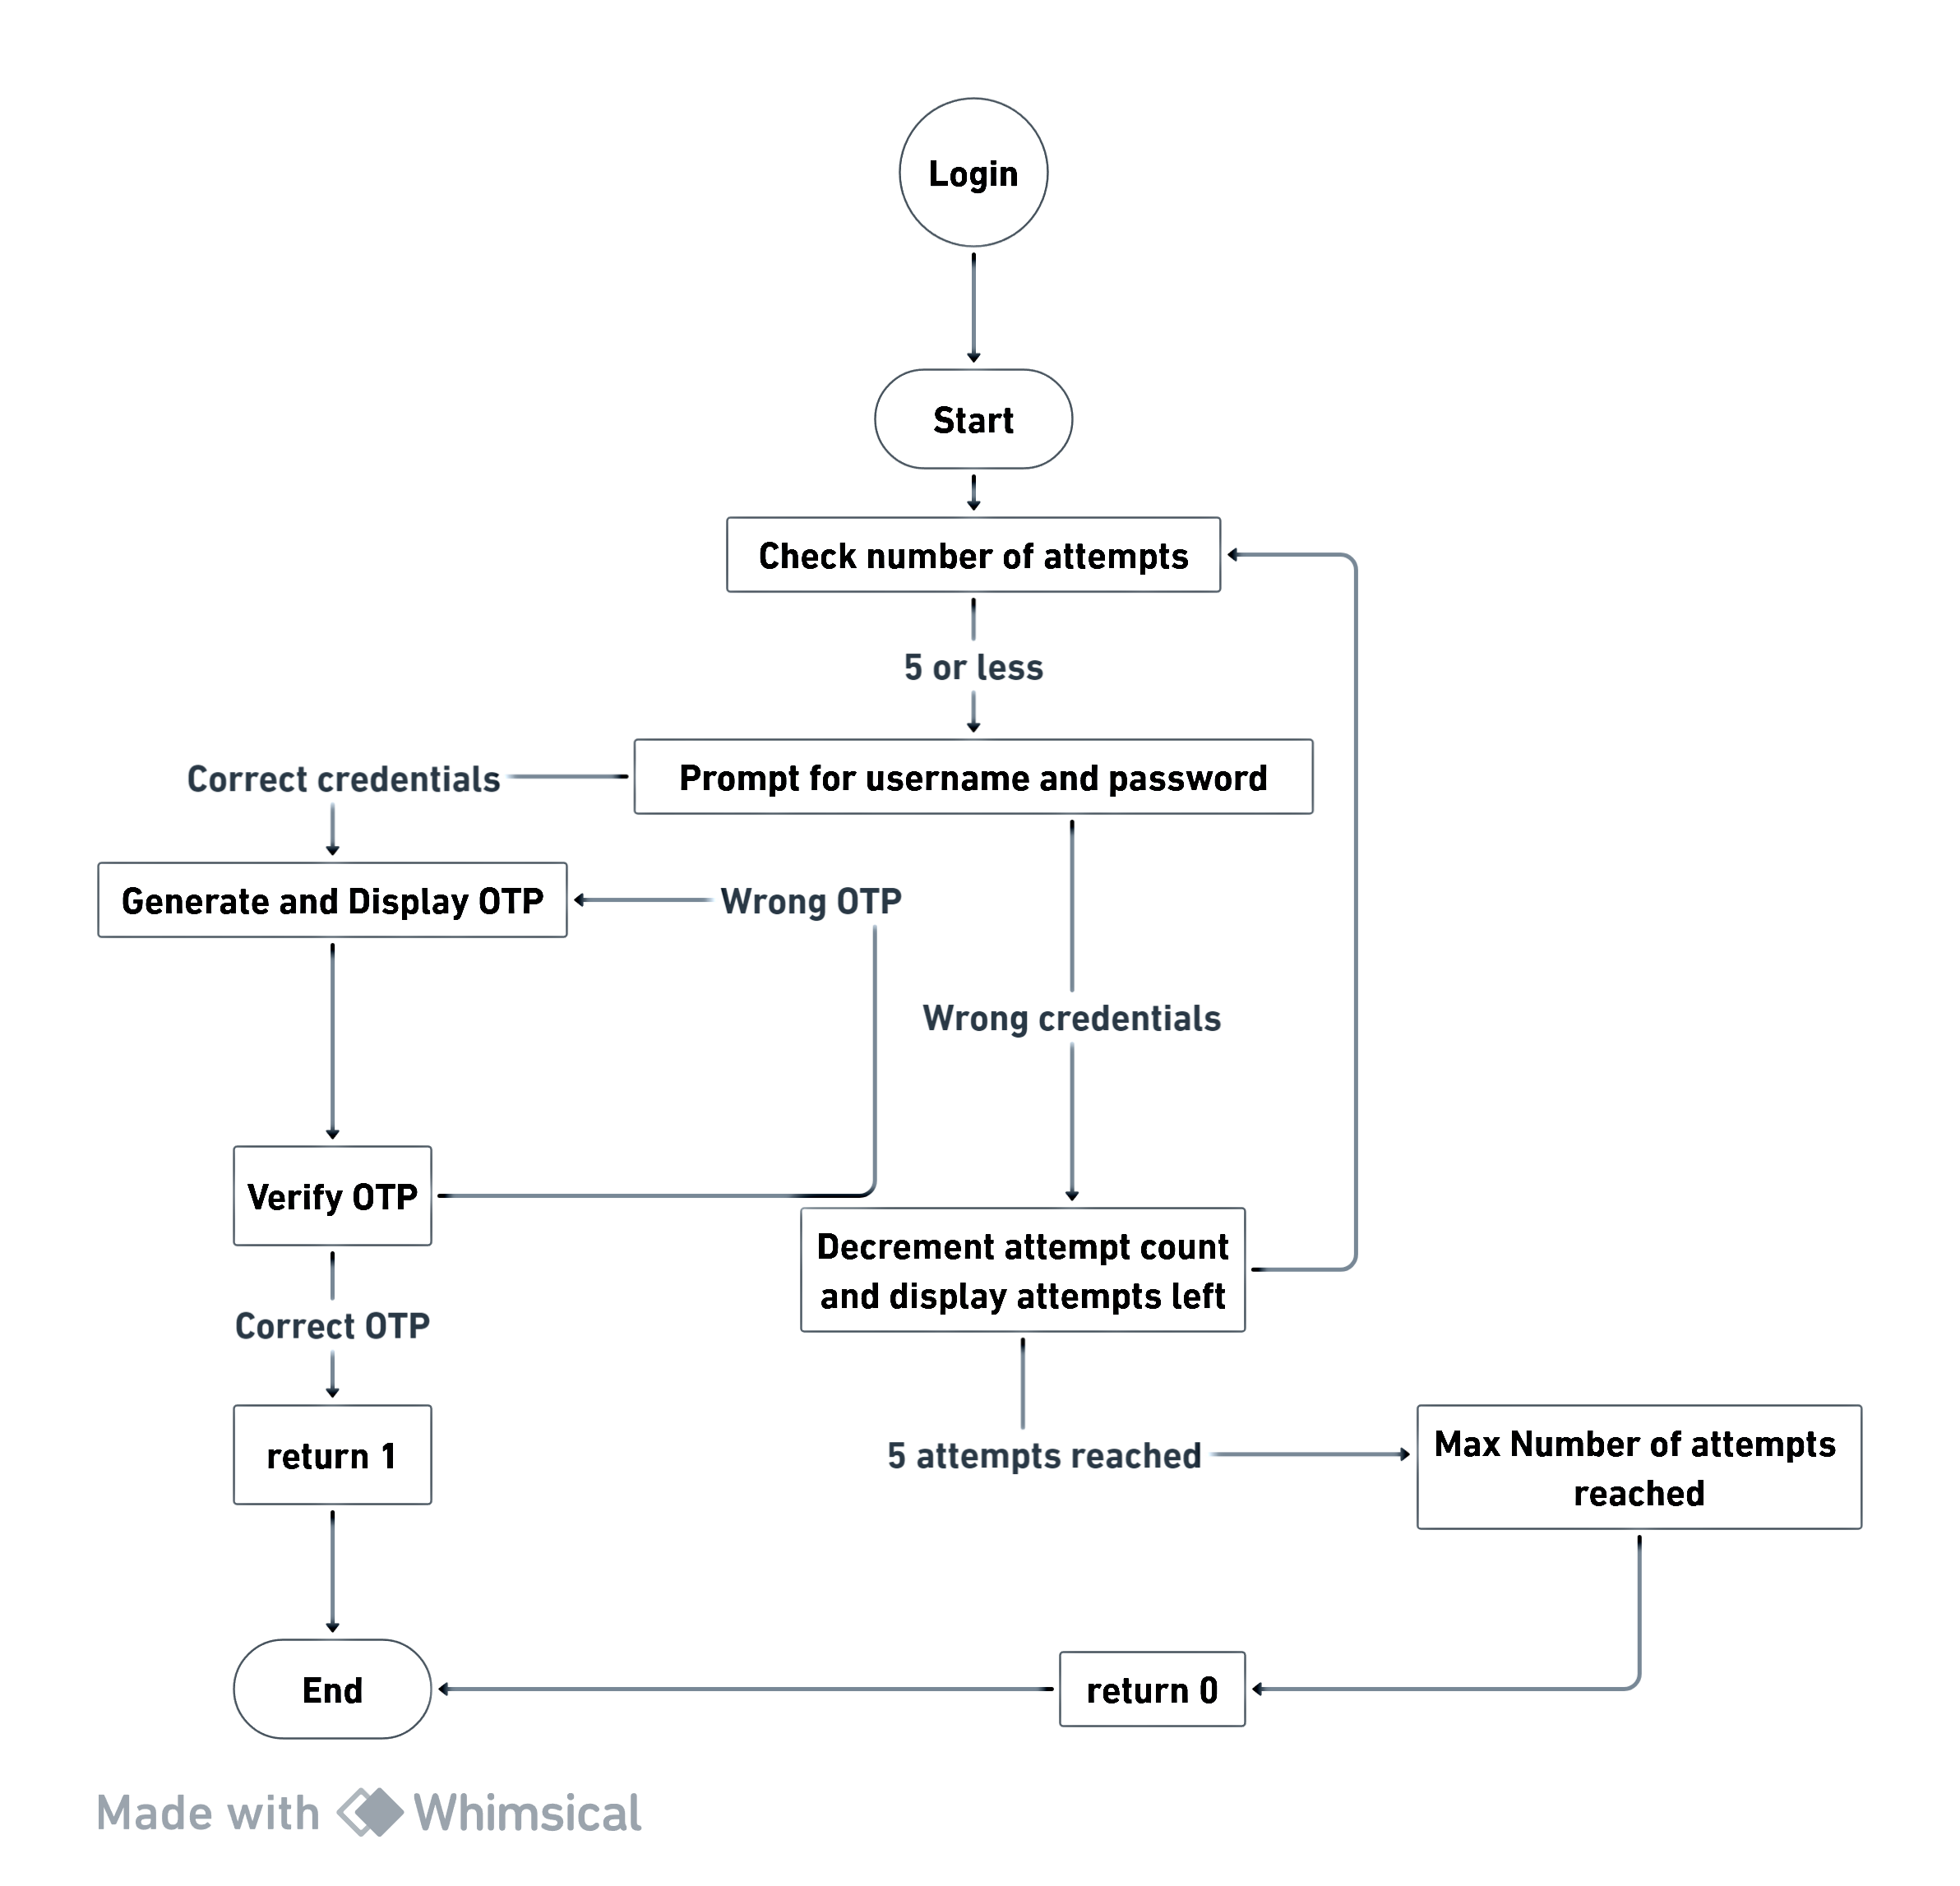 Login
Start
Check number of attempts
5 or less
Prompt for username and password
Correct credentials
Generate and Display OTP
Wrong OTP
Wrong credentials
Verify OTP
Decrement attempt count
and display attempts left
Correct OTP
return 1
5 attempts reached
Max Number of attempts
reached
End
return 0
Made with Whimsical